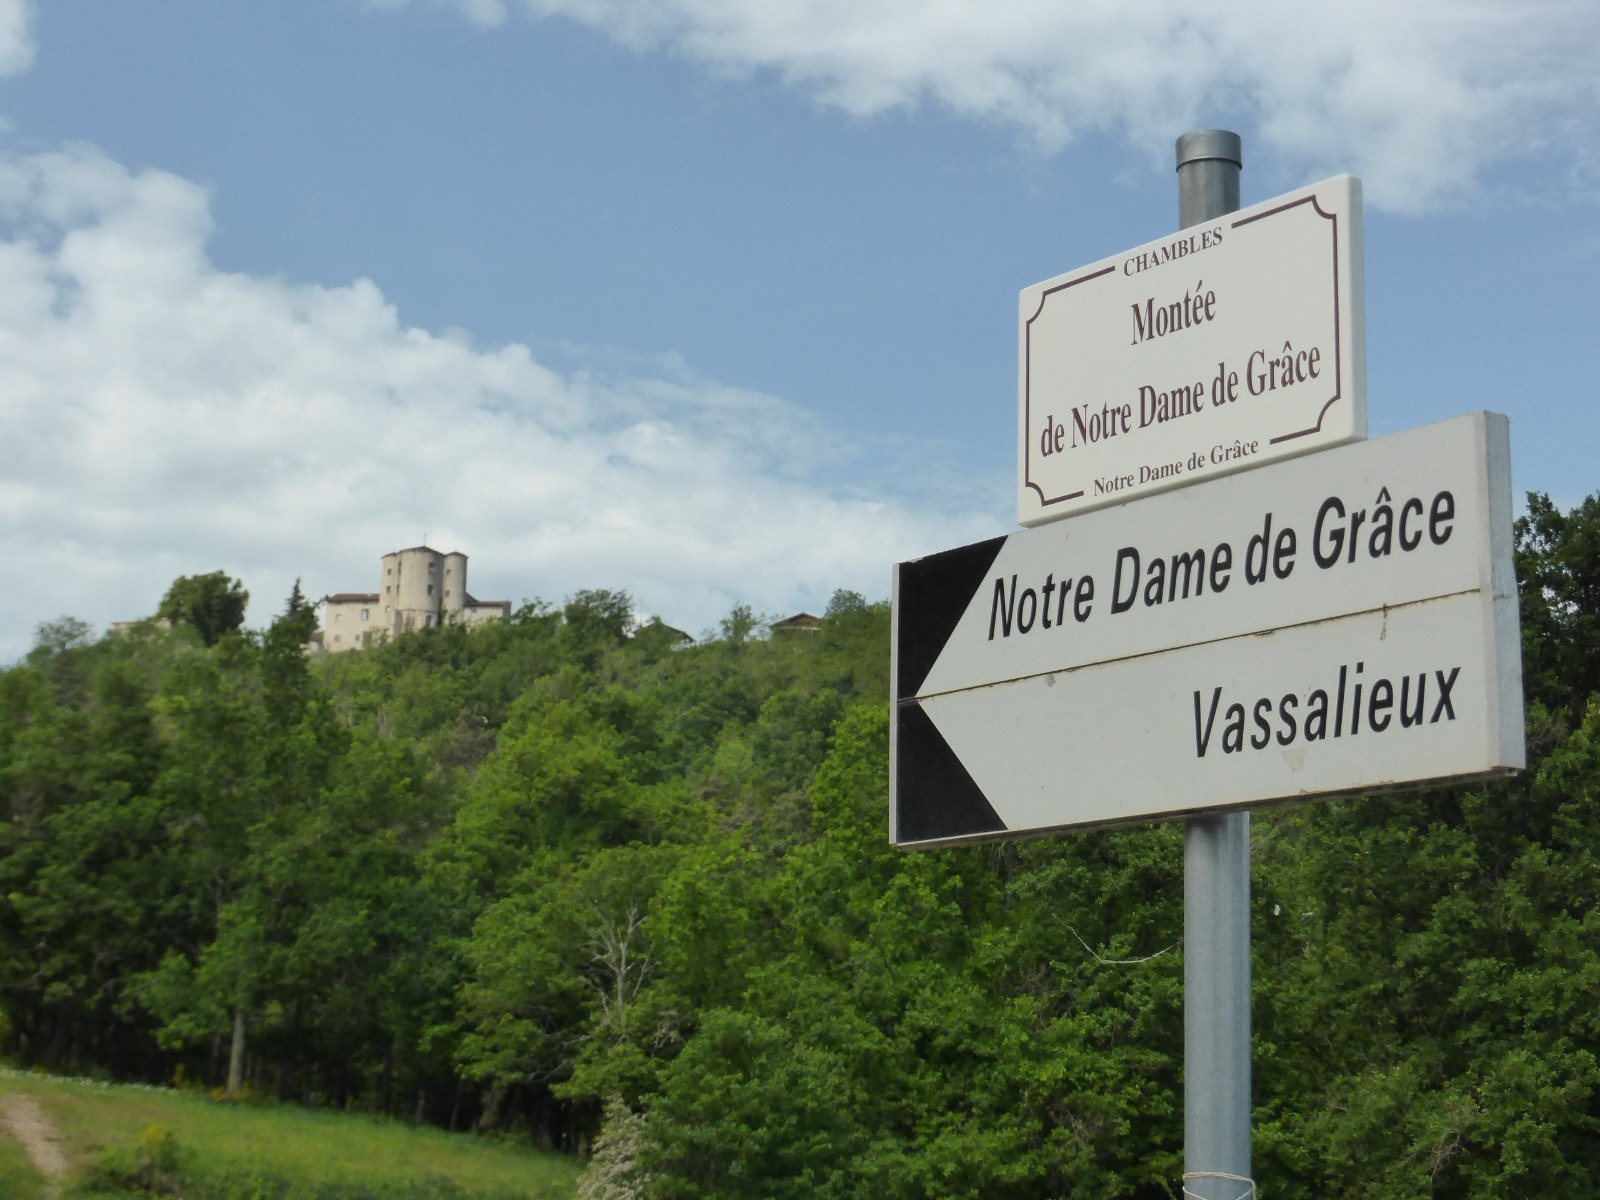 CHAMBLES
Montée
de Notre Dame de Grâce
Notre Dame de Grâce
Notre Dame de Grâce
Vassalieux